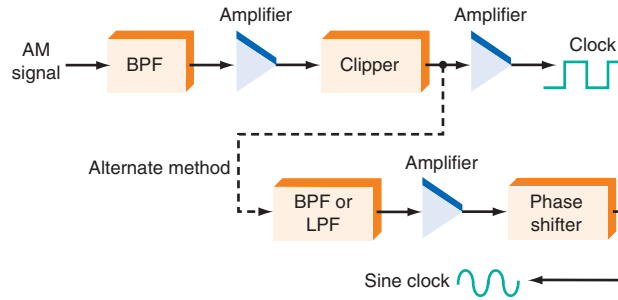 Amplifier
Amplifier
AM
signal
BPF
Clipper
Clock
Alternate method
Amplifier
BPF or
LPF
Phase
shifter
Sine clock